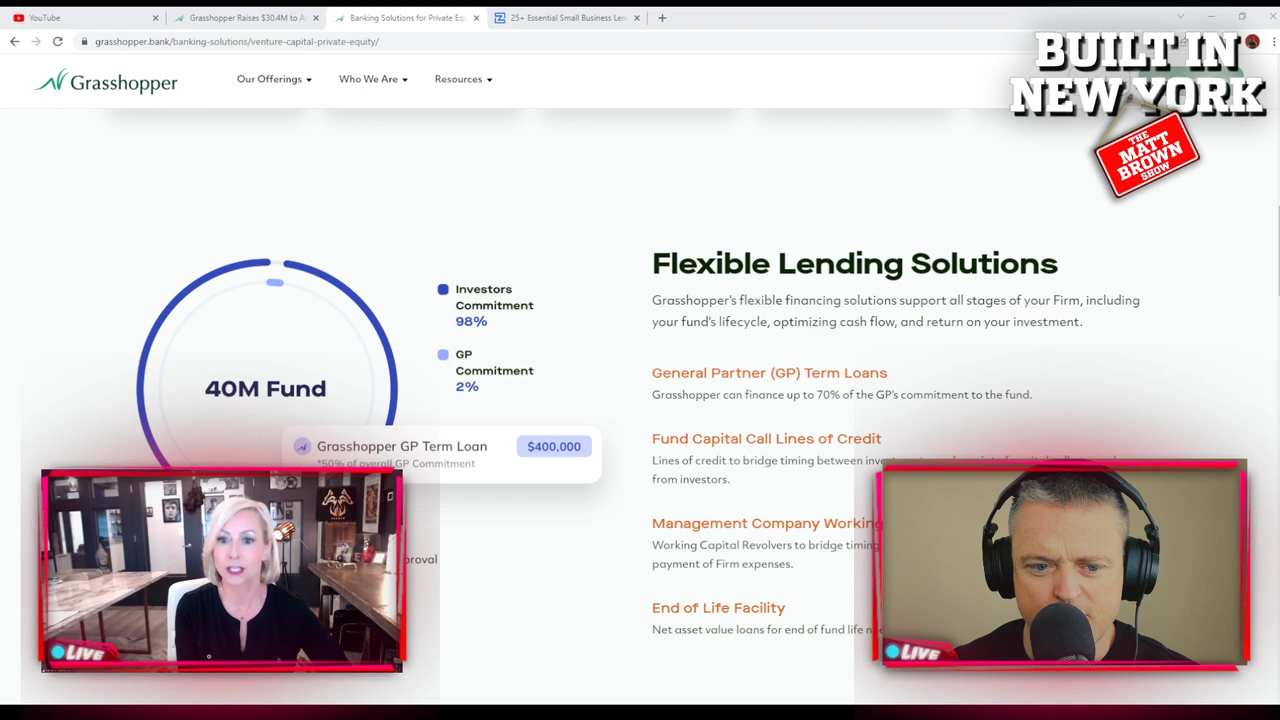 YouTube
Grasshopper Raises $30.4M to A
Banking Solutions for Private Equ
25+ Essential Small Business Len
grasshopper.bank/banking-solutions/venture-capital-private-equity/
BUILT IN
NEW YORK
THE
MATT
BROWN
SHOW
Grasshopper
Our Offerings
Who We Are
Resources
40M Fund
Investors
Commitment
98%
GP
Commitment
2%
Grasshopper GP Term Loan
$400,000
*50% of overall GP Commitment
proval
Flexible Lending Solutions
Grasshopper's flexible financing solutions support all stages of your Firm, including
your fund's lifecycle, optimizing cash flow, and return on your investment.
General Partner (GP) Term Loans
Grasshopper can finance up to 70% of the GP's commitment to the fund.
Fund Capital Call Lines of Credit
Lines of credit to bridge timing between
from investors.
Management Company Working
Working Capital Revolvers to bridge timing
payment of Firm expenses.
End of Life Facility
Net asset value loans for end of fund life
LIVE
LIVE